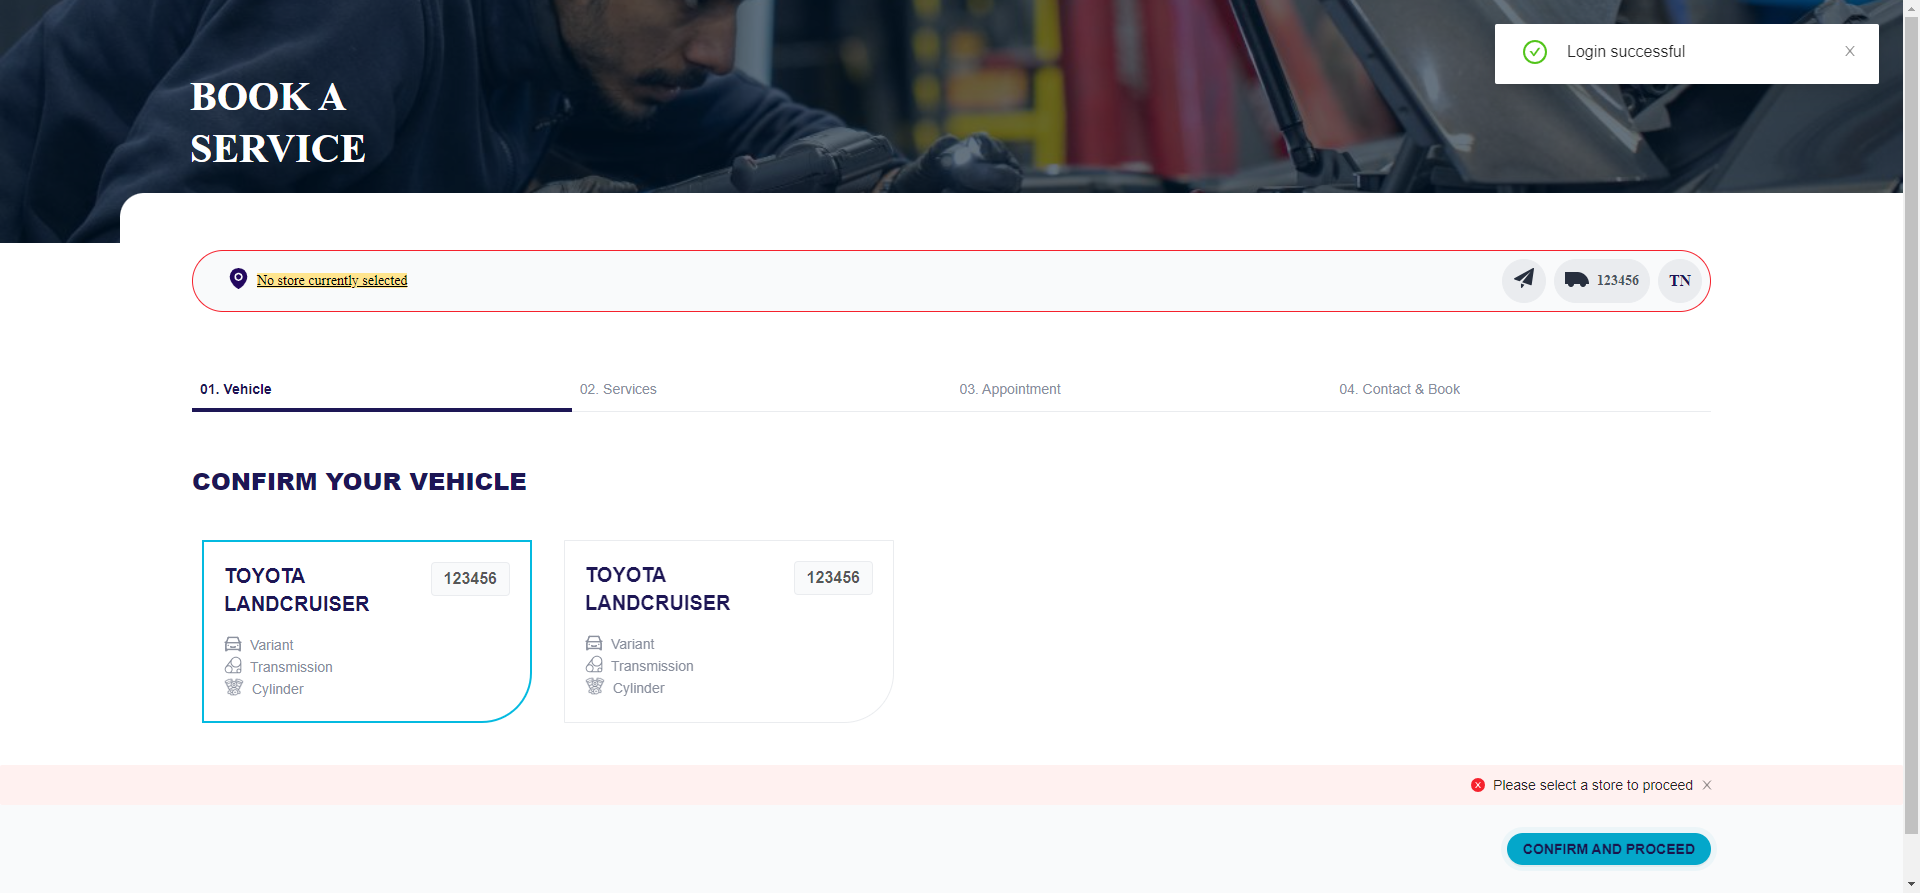 Login successful
BOOK A
SERVICE
No store currently selected
123456
TN
01. Vehicle
02. Services
03. Appointment
04. Contact & Book
CONFIRM YOUR VEHICLE
TOYOTA
LANDCRUISER
123456
Variant
Transmission
Cylinder
TOYOTA
LANDCRUISER
123456
Variant
Transmission
Cylinder
Please select a store to proceed
CONFIRM AND PROCEED